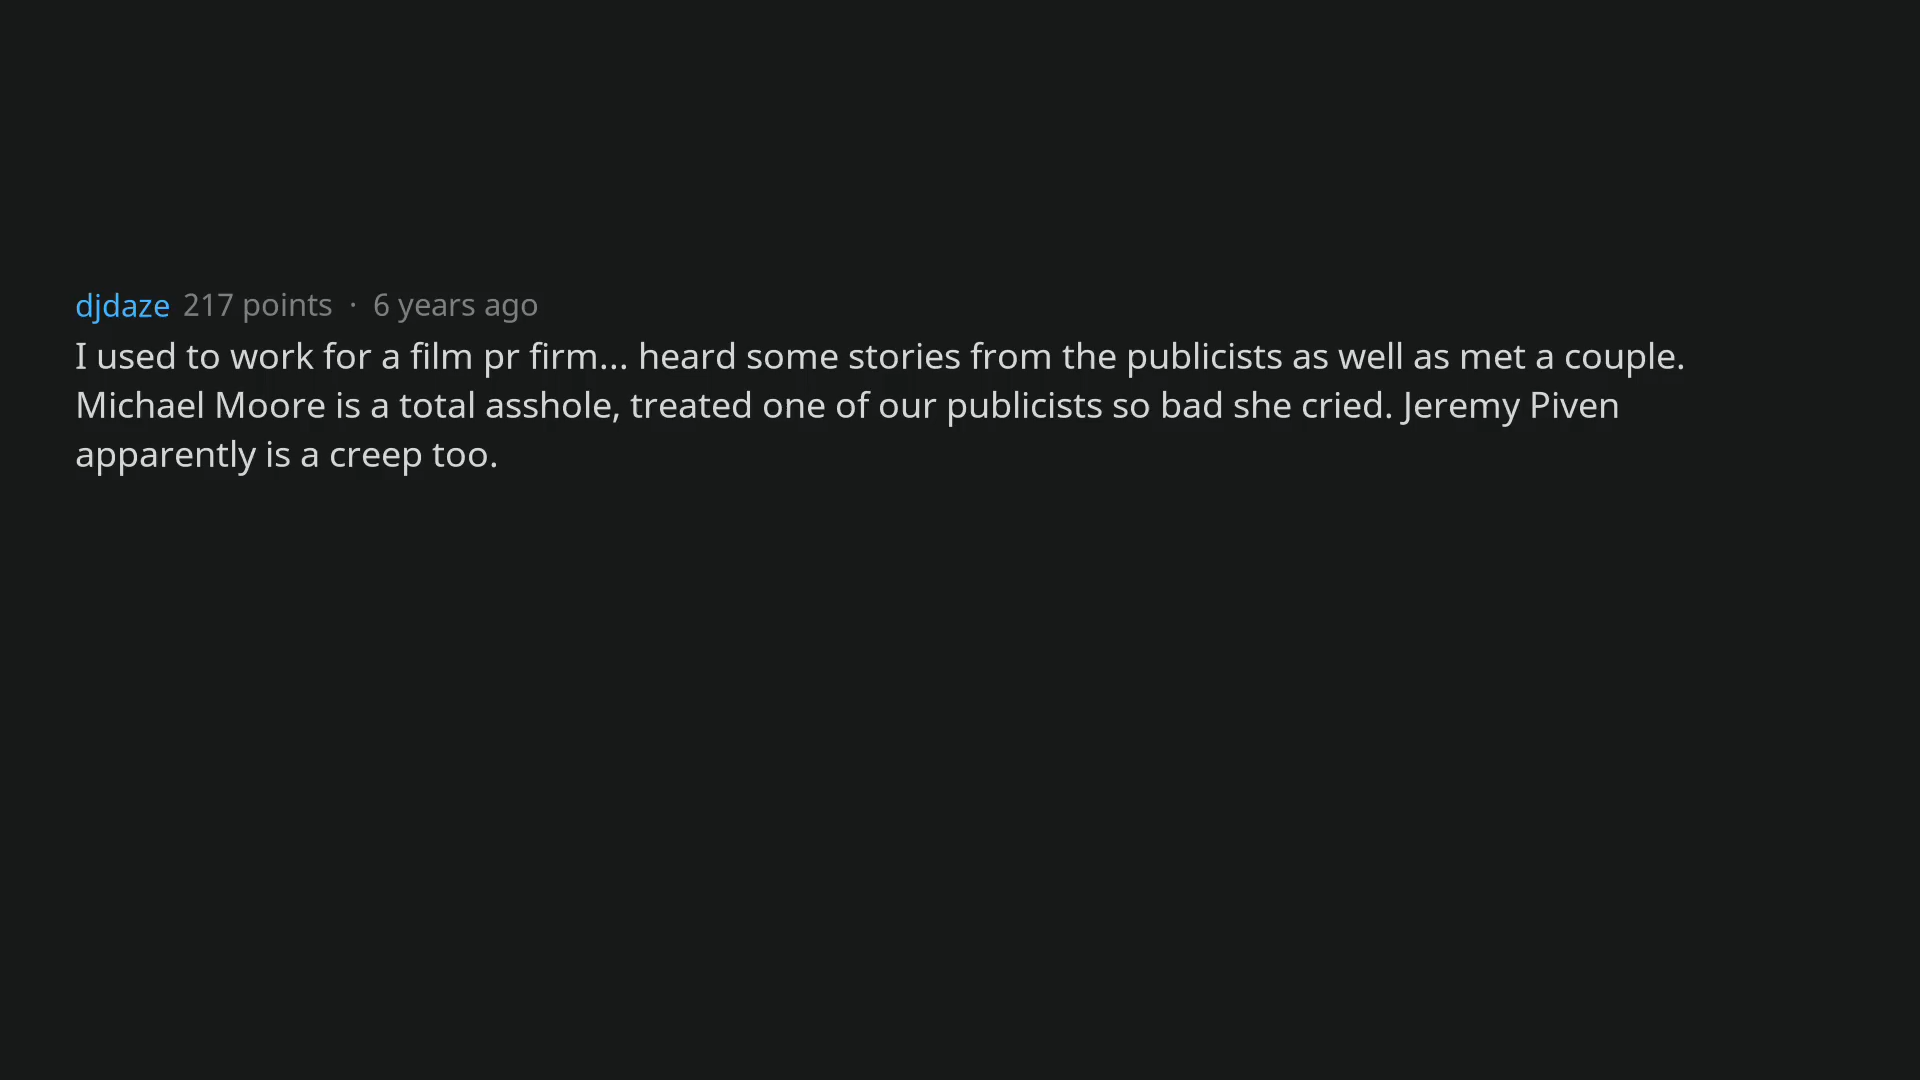 djdaze 217 points · 6 years ago
I used to work for a film pr firm... heard some stories from the publicists as well as met a couple.
Michael Moore is a total asshole, treated one of our publicists so bad she cried. Jeremy Piven
apparently is a creep too.